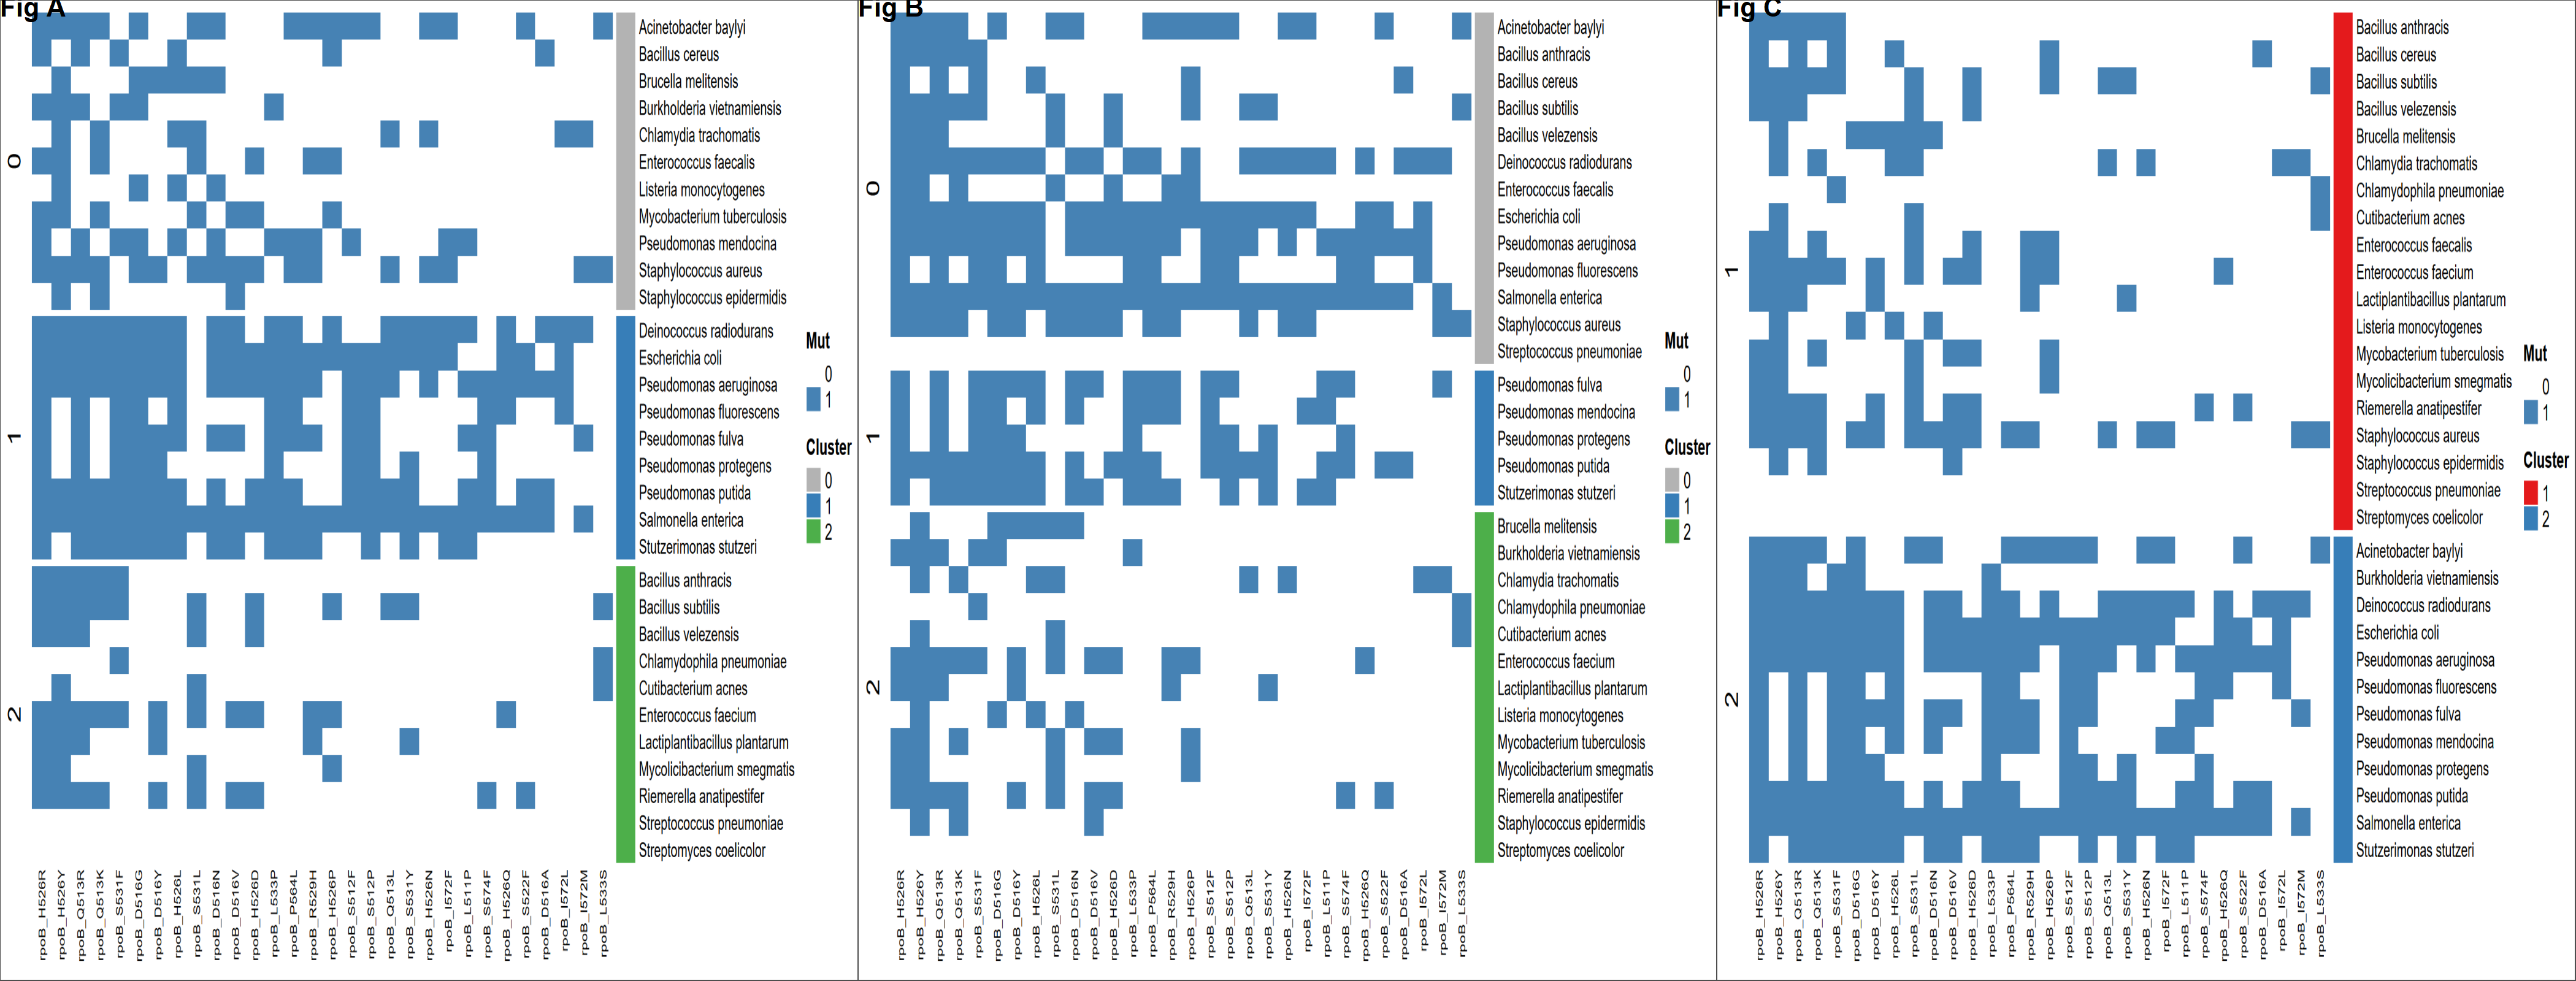 Fig A
Acinetobacter baylyi
Bacillus cereus
Brucella melitensis
Burkholderia vietnamiensis
Chlamydia trachomatis
Enterococcus faecalis
Listeria monocytogenes
Mycobacterium tuberculosis
Pseudomonas mendocina
Staphylococcus aureus
Staphylococcus epidermidis
0
Deinococcus radiodurans
Escherichia coli
Pseudomonas aeruginosa
Pseudomonas fluorescens
Pseudomonas fulva
Pseudomonas protegens
Pseudomonas putida
Salmonella enterica
Stutzerimonas stutzeri
1
Bacillus anthracis
Bacillus subtilis
Bacillus velezensis
Chlamydophila pneumoniae
Cutibacterium acnes
Enterococcus faecium
Lactiplantibacillus plantarum
Mycolicibacterium smegmatis
Riemerella anatipestifer
Streptococcus pneumoniae
Streptomyces coelicolor
2
Mut
0
1
Cluster
0
1
2
rpoB_H526R
rpoB_H526Y
rpoB_Q513R
rpoB_Q513K
rpoB_S531F
rpoB_D516G
rpoB_D516Y
rpoB_H526L
rpoB_S531L
rpoB_D516N
rpoB_D516V
rpoB_H526D
rpoB_L533P
rpoB_P564L
rpoB_R529H
rpoB_H526P
rpoB_S512F
rpoB_S512P
rpoB_Q513L
rpoB_S531Y
rpoB_H526N
rpoB_I572F
rpoB_L511P
rpoB_S574F
rpoB_H526Q
rpoB_S522F
rpoB_D516A
rpoB_I572L
rpoB_I572M
rpoB_L533S
Fig B
Acinetobacter baylyi
Bacillus anthracis
Bacillus cereus
Bacillus subtilis
Bacillus velezensis
Deinococcus radiodurans
Enterococcus faecalis
Escherichia coli
Pseudomonas aeruginosa
Pseudomonas fluorescens
Salmonella enterica
Staphylococcus aureus
Streptococcus pneumoniae
0
Pseudomonas fulva
Pseudomonas mendocina
Pseudomonas protegens
Pseudomonas putida
Stutzerimonas stutzeri
1
Brucella melitensis
Burkholderia vietnamiensis
Chlamydia trachomatis
Chlamydophila pneumoniae
Cutibacterium acnes
Enterococcus faecium
Lactiplantibacillus plantarum
Listeria monocytogenes
Mycobacterium tuberculosis
Mycolicibacterium smegmatis
Riemerella anatipestifer
Staphylococcus epidermidis
Streptomyces coelicolor
2
Mut
0
1
Cluster
0
1
2
rpoB_H526R
rpoB_H526Y
rpoB_Q513R
rpoB_Q513K
rpoB_S531F
rpoB_D516G
rpoB_D516Y
rpoB_H526L
rpoB_S531L
rpoB_D516N
rpoB_D516V
rpoB_H526D
rpoB_L533P
rpoB_P564L
rpoB_R529H
rpoB_H526P
rpoB_S512F
rpoB_S512P
rpoB_Q513L
rpoB_S531Y
rpoB_H526N
rpoB_I572F
rpoB_L511P
rpoB_S574F
rpoB_H526Q
rpoB_S522F
rpoB_D516A
rpoB_I572L
rpoB_I572M
rpoB_L533S
Fig C
Bacillus anthracis
Bacillus cereus
Bacillus subtilis
Bacillus velezensis
Brucella melitensis
Chlamydia trachomatis
Chlamydophila pneumoniae
Cutibacterium acnes
Enterococcus faecalis
Enterococcus faecium
Lactiplantibacillus plantarum
Listeria monocytogenes
Mycobacterium tuberculosis
Mycolicibacterium smegmatis
Riemerella anatipestifer
Staphylococcus aureus
Staphylococcus epidermidis
Streptococcus pneumoniae
Streptomyces coelicolor
1
Acinetobacter baylyi
Burkholderia vietnamiensis
Deinococcus radiodurans
Escherichia coli
Pseudomonas aeruginosa
Pseudomonas fluorescens
Pseudomonas fulva
Pseudomonas mendocina
Pseudomonas protegens
Pseudomonas putida
Salmonella enterica
Stutzerimonas stutzeri
2
Mut
0
1
Cluster
1
2
rpoB_H526R
rpoB_H526Y
rpoB_Q513R
rpoB_Q513K
rpoB_S531F
rpoB_D516G
rpoB_D516Y
rpoB_H526L
rpoB_S531L
rpoB_D516N
rpoB_D516V
rpoB_H526D
rpoB_L533P
rpoB_P564L
rpoB_R529H
rpoB_H526P
rpoB_S512F
rpoB_S512P
rpoB_Q513L
rpoB_S531Y
rpoB_H526N
rpoB_I572F
rpoB_L511P
rpoB_S574F
rpoB_H526Q
rpoB_S522F
rpoB_D516A
rpoB_I572L
rpoB_I572M
rpoB_L533S